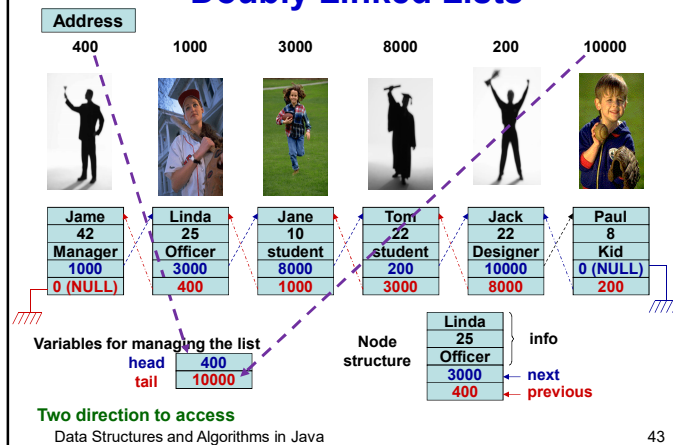 Doubly Linked Lists
Address
400 1000 3000 8000 200 10000
Jame Linda Jane Tom Jack Paul
42 25 10 22 22 8
Manager Officer student student Designer Kid
1000 3000 8000 200 10000 0 (NULL)
0 (NULL) 400 1000 3000 8000 200
Variables for managing the list
head 400
tail 10000
Node
structure
Linda
25
Officer
3000
400
info
next
previous
Two direction to access
Data Structures and Algorithms in Java 43